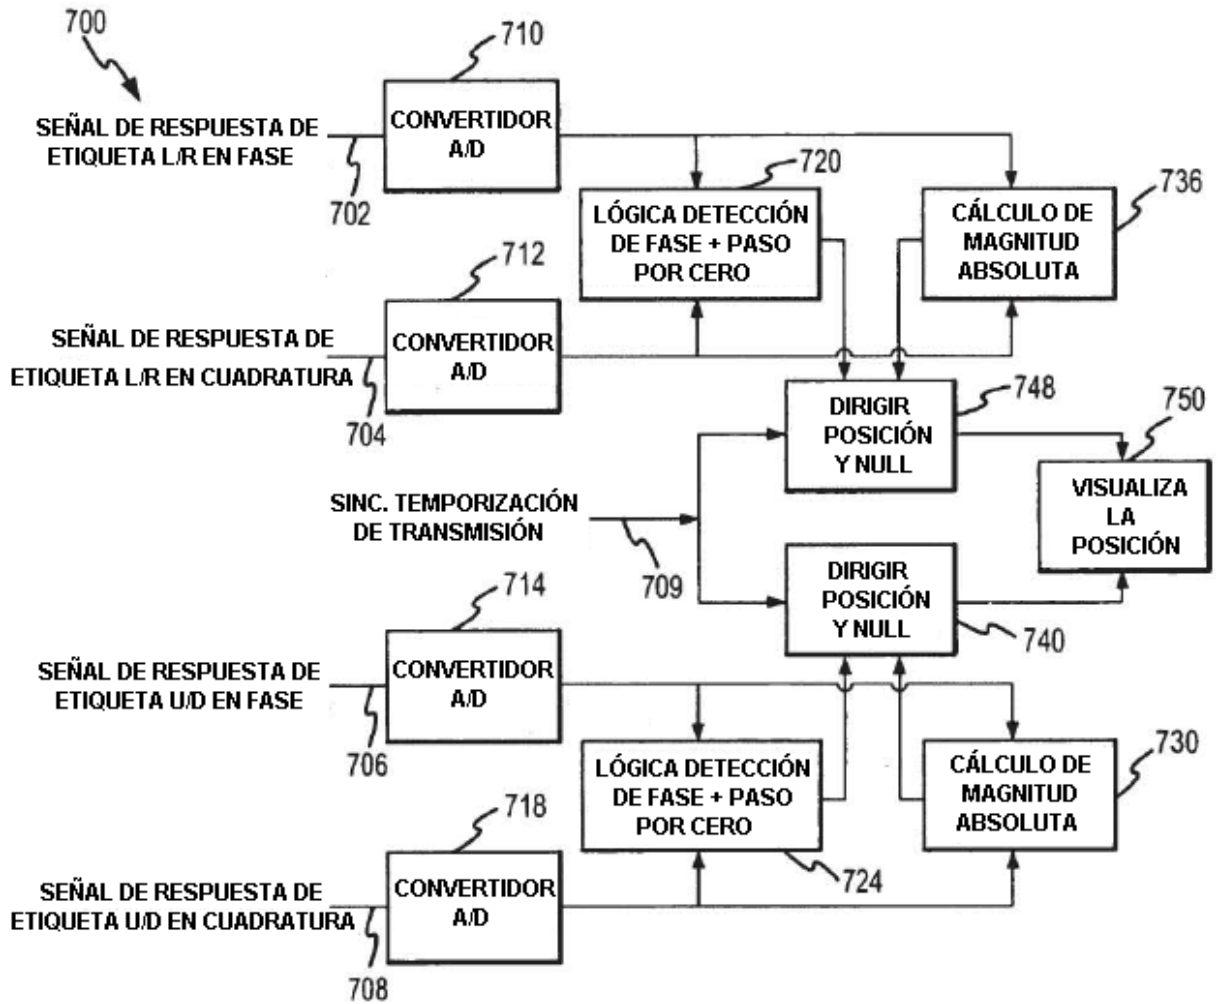 700
710
SEÑAL DE RESPUESTA DE
ETIQUETA L/R EN FASE
702
CONVERTIDOR
A/D
720
LÓGICA DETECCIÓN
DE FASE + PASO
POR CERO
736
CÁLCULO DE
MAGNITUD
ABSOLUTA
712
SEÑAL DE RESPUESTA DE
ETIQUETA L/R EN CUADRATURA
704
CONVERTIDOR
A/D
748
DIRIGIR
POSICIÓN
Y NULL
750
VISUALIZA
LA
POSICIÓN
SINC. TEMPORIZACIÓN
DE TRANSMISIÓN
709
DIRIGIR
POSICIÓN
Y NULL
740
714
SEÑAL DE RESPUESTA DE
ETIQUETA U/D EN FASE
706
CONVERTIDOR
A/D
LÓGICA DETECCIÓN
DE FASE + PASO
POR CERO
724
730
CÁLCULO DE
MAGNITUD
ABSOLUTA
718
SEÑAL DE RESPUESTA DE
ETIQUETA U/D EN CUADRATURA
708
CONVERTIDOR
A/D